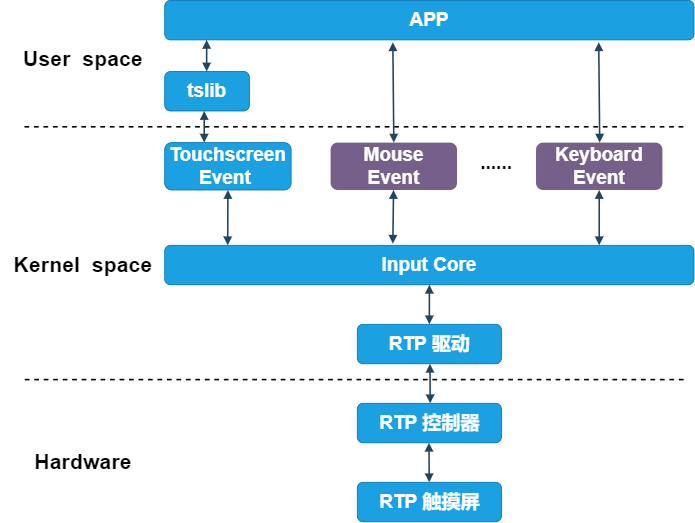 APP
User space
tslib
Touchscreen
Event
Mouse
Event
......
Keyboard
Event
Kernel space
Input Core
RTP 驱动
RTP 控制器
Hardware
RTP 触摸屏